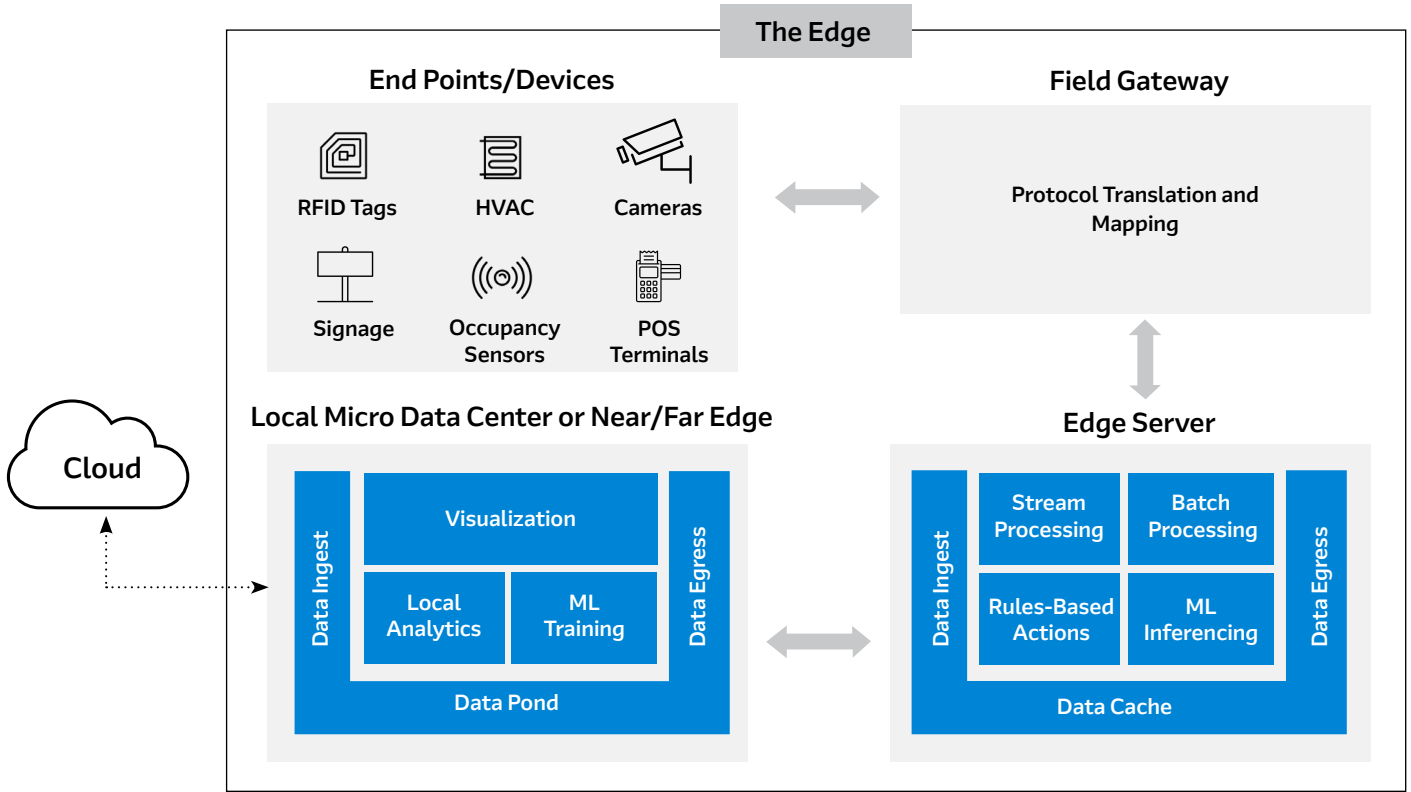 The Edge
End Points/Devices
RFID Tags
HVAC
Cameras
Signage
Occupancy
Sensors
POS
Terminals
Field Gateway
Protocol Translation and
Mapping
Cloud
Local Micro Data Center or Near/Far Edge
Data Ingest
Visualization
Local
Analytics
ML
Training
Data Egress
Data Pond
Edge Server
Data Ingest
Stream
Processing
Batch
Processing
Rules-Based
Actions
ML
Inferencing
Data Egress
Data Cache